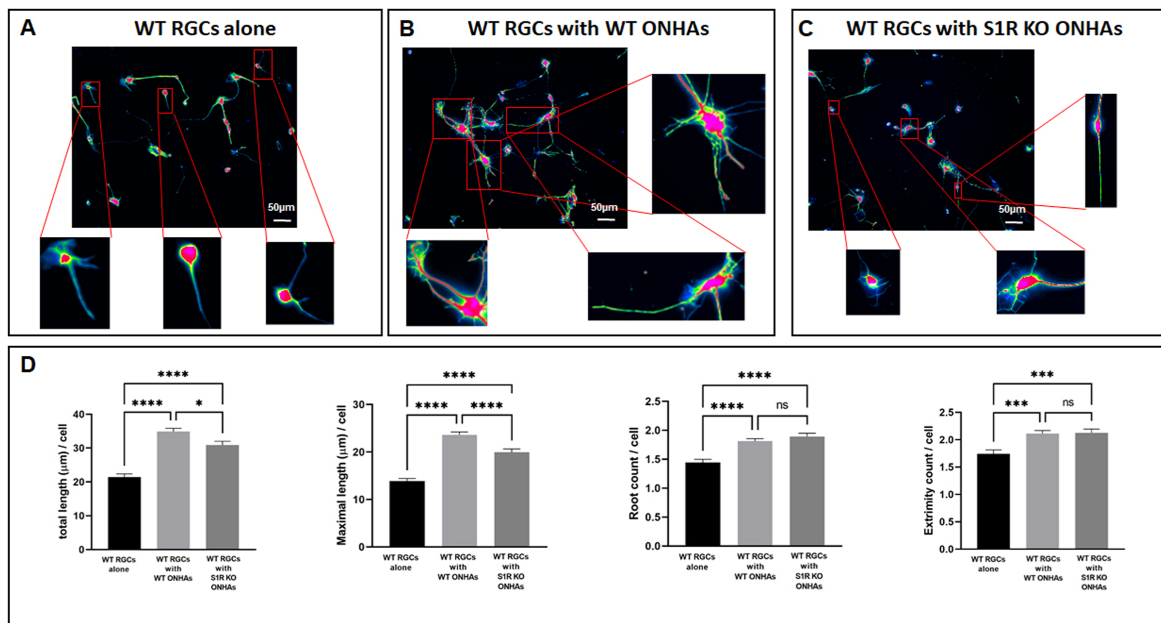 A WT RGCs alone
50µm
B WT RGCs with WT ONHAs
50µm
C WT RGCs with S1R KO ONHAs
50µm
D
total length (µm) / cell
40
30
20
10
0
****
**** *
WT RGCs
alone
WT RGCs
with
WT ONHAs
WT RGCs
with
S1R KO
ONHAs
Maximal length (µm) / cell
30
20
10
0
****
**** ****
WT RGCs
alone
WT RGCs
with
WT ONHAs
WT RGCs
with
S1R KO
ONHAs
Root count / cell
2.5
2.0
1.5
1.0
0.5
0.0
****
**** ns
WT RGCs
alone
WT RGCs
with
WT ONHAs
WT RGCs
with
S1R KO
ONHAs
Extrimity count / cell
2.5
2.0
1.5
1.0
0.5
0.0
***
*** ns
WT RGCs
alone
WT RGCs
with
WT ONHAs
WT RGCs
with
S1R KO
ONHAs